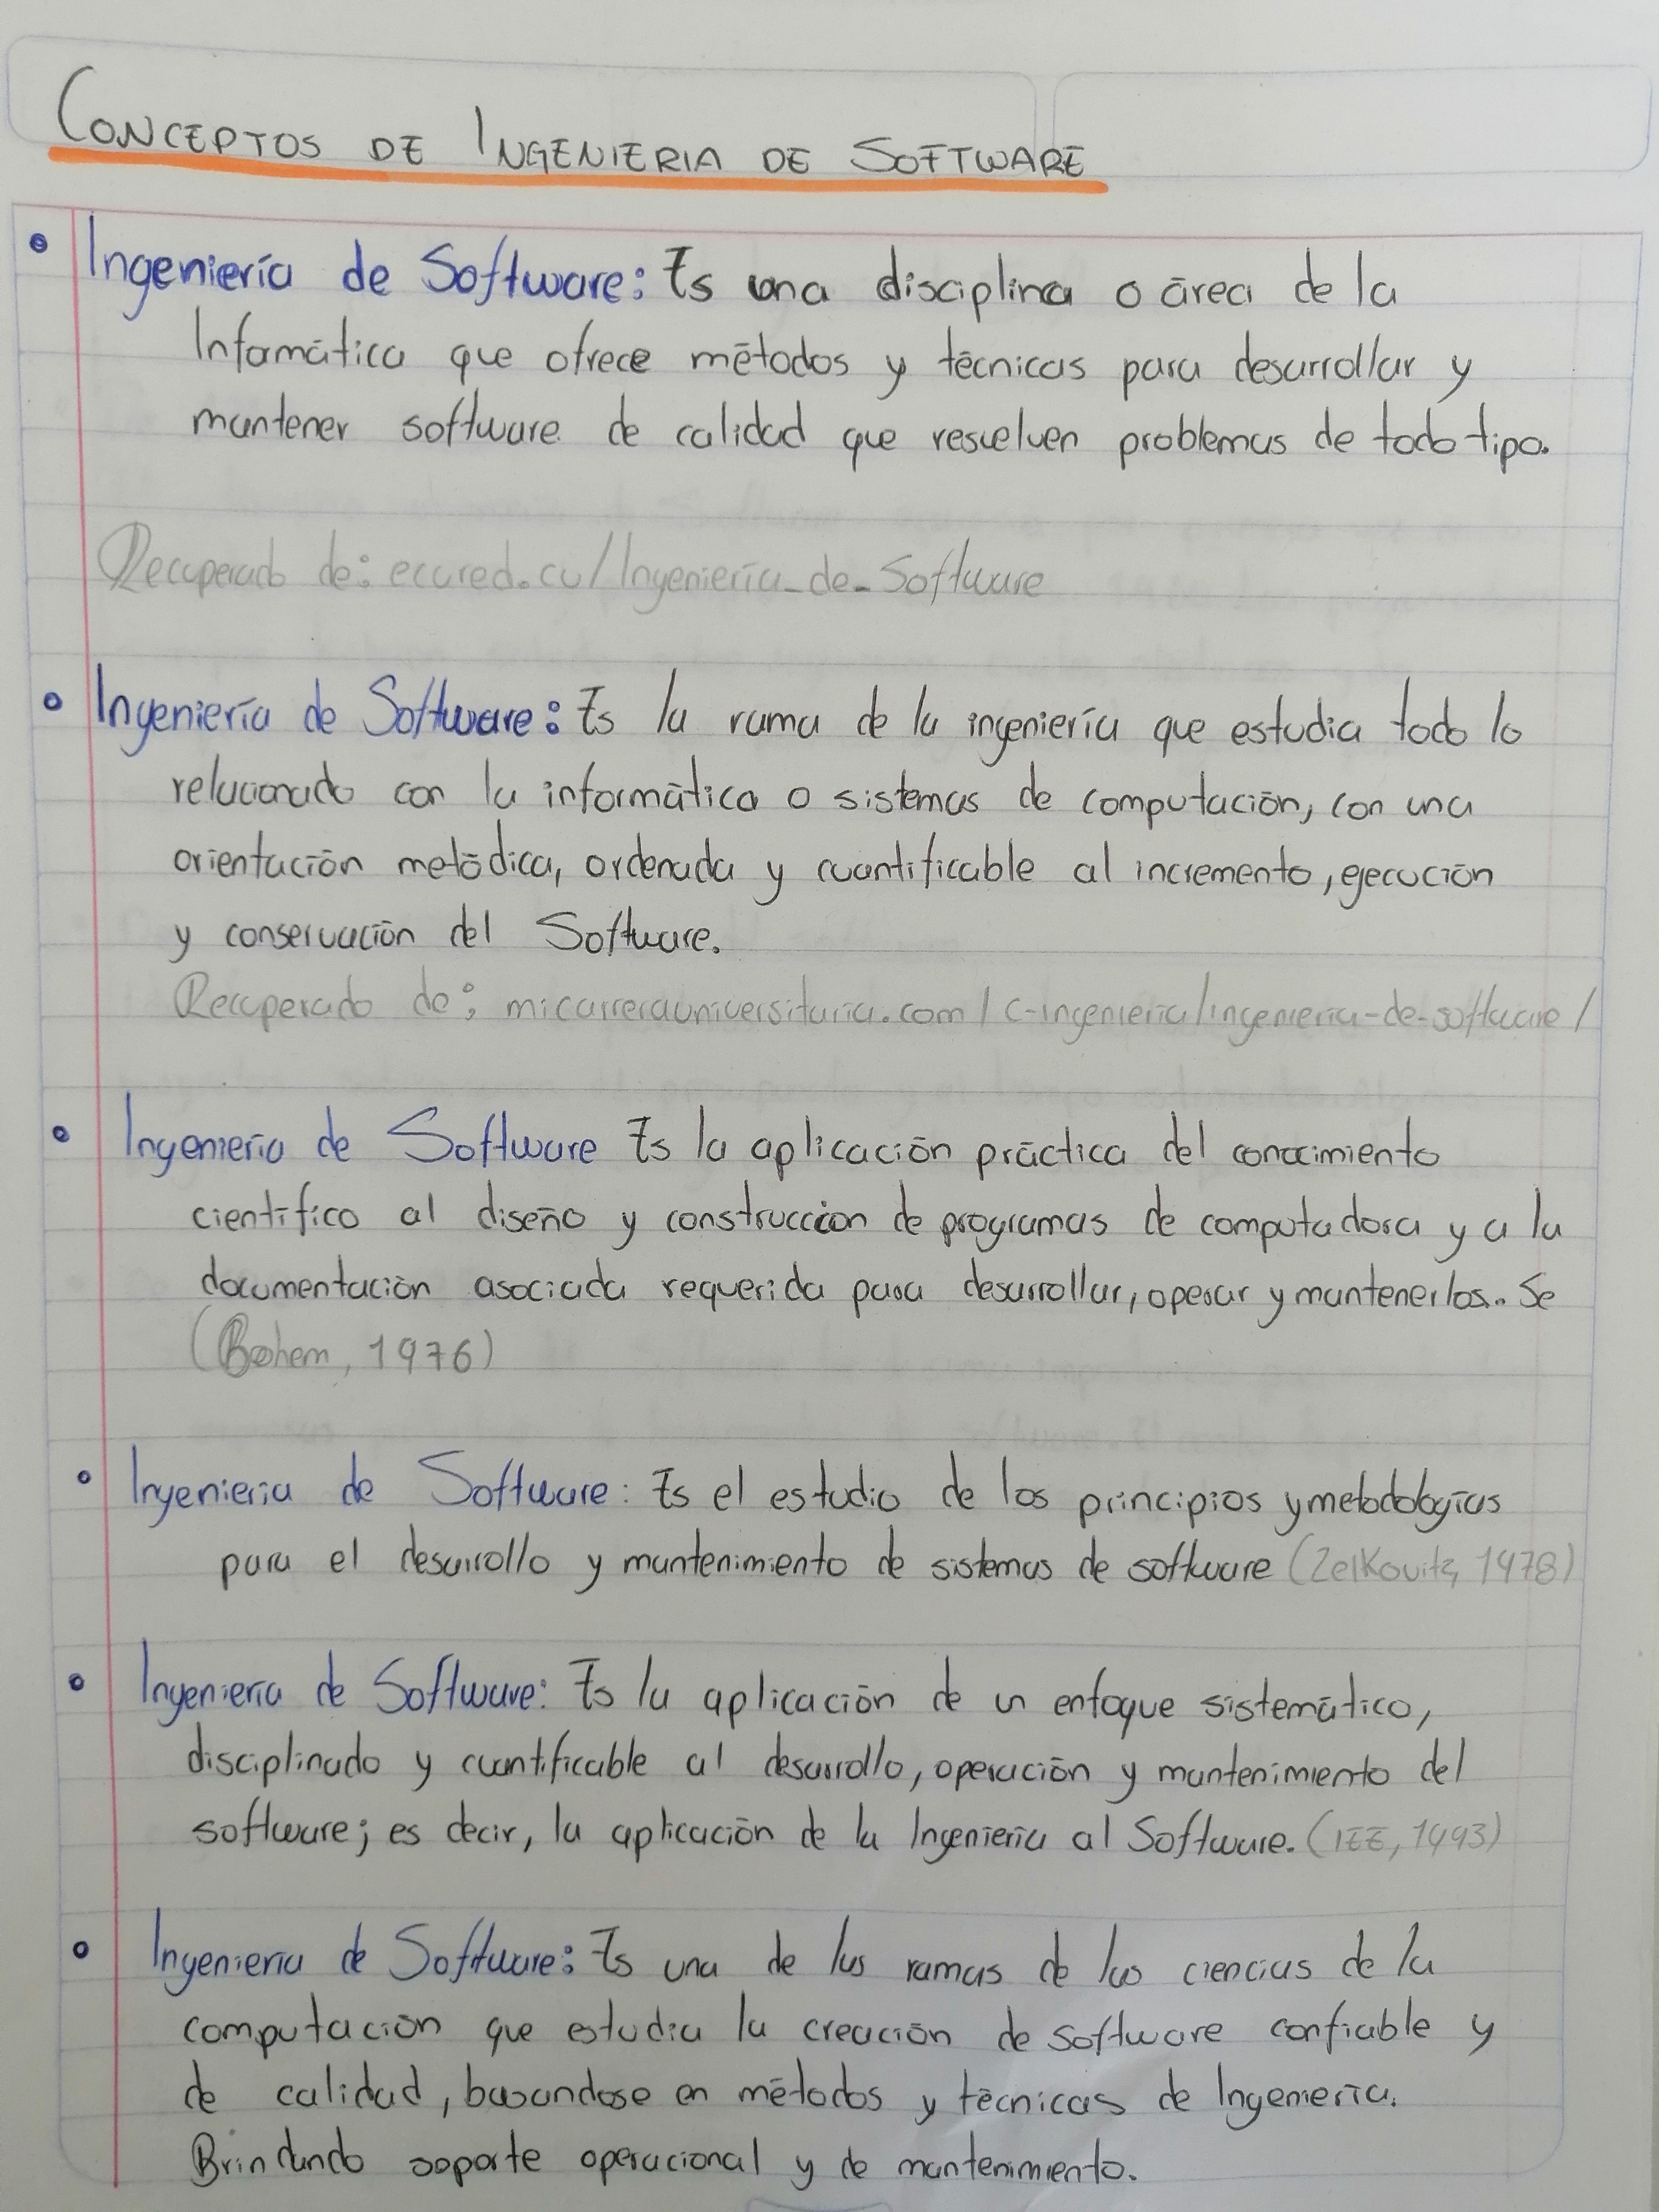 CONCEPTOS DE INGENIERIA DE SOFTWARE
• Ingeniería de Software: Es una disciplina o área de la
Informática que ofrece métodos y técnicas para desarrollar y
mantener software de calidad que resuelven problemas de todo tipo.
Recuperado de: ecured.cu/Ingeniería_de_Software
• Ingeniería de Software: Es la rama de la ingeniería que estudia todo lo
relacionado con la informática o sistemas de computación, con una
orientación metódica, ordenada y cuantificable al incremento, ejecución
y conservación del Software.
Recuperado de: micarrerauniversitaria.com/c-ingenieria/ingenieria-de-software/
• Ingeniería de Software Es la aplicación práctica del conocimiento
científico al diseño y construccion de programas de computadora y a la
documentación asociada requerida para desarrollar, operar y mantenerlos. Se
(Bohem, 1976)
• Ingenieria de Software: Es el estudio de los principios y metodologías
para el desarrollo y mantenimiento de sistemas de software (Zelkovitz, 1978)
• Ingenieria de Software: Es la aplicación de un enfoque sistemático,
disciplinado y cuantificable al desarrollo, operación y mantenimiento del
software; es decir, la aplicación de la Ingeniería al Software. (IEE, 1993)
• Ingenieria de Software: Es una de las ramas de las ciencias de la
computación que estudia la creación de software confiable y
de calidad, basandose en métodos y técnicas de Ingeniería.
Brindando soporte operacional y de mantenimiento.